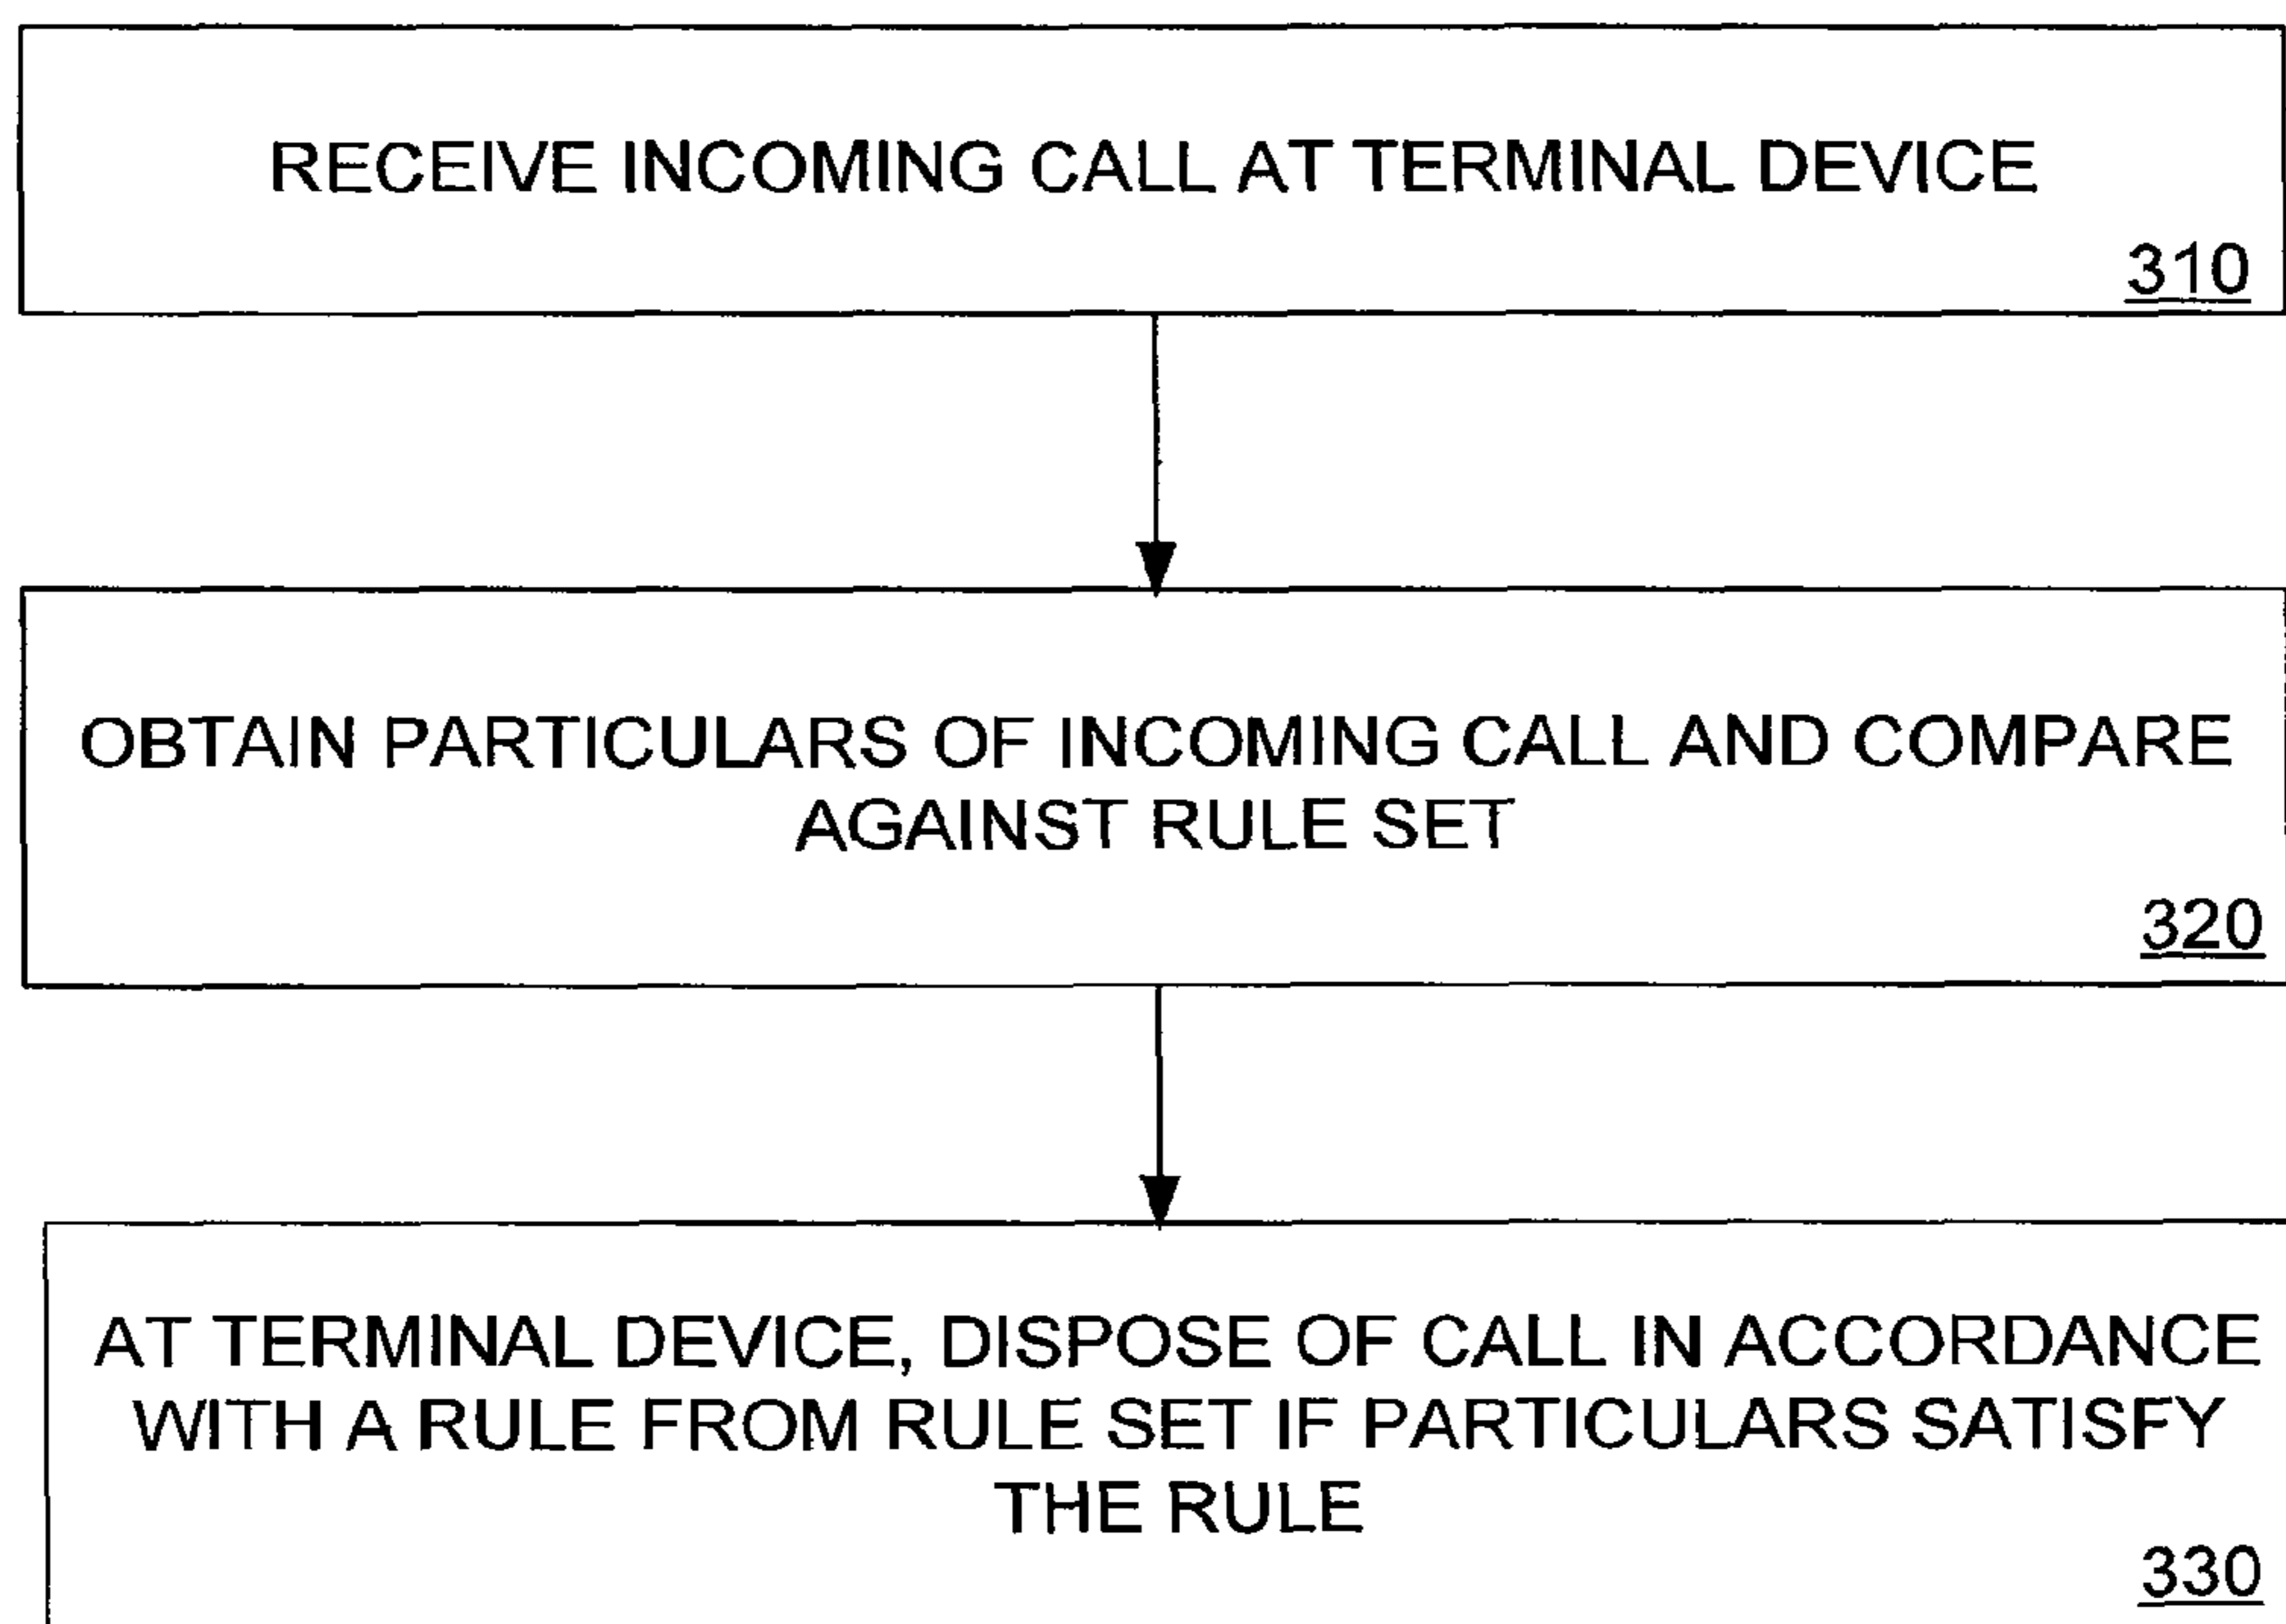 RECEIVE INCOMING CALL AT TERMINAL DEVICE
310
OBTAIN PARTICULARS OF INCOMING CALL AND COMPARE
AGAINST RULE SET
320
AT TERMINAL DEVICE, DISPOSE OF CALL IN ACCORDANCE
WITH A RULE FROM RULE SET IF PARTICULARS SATISFY
THE RULE
330